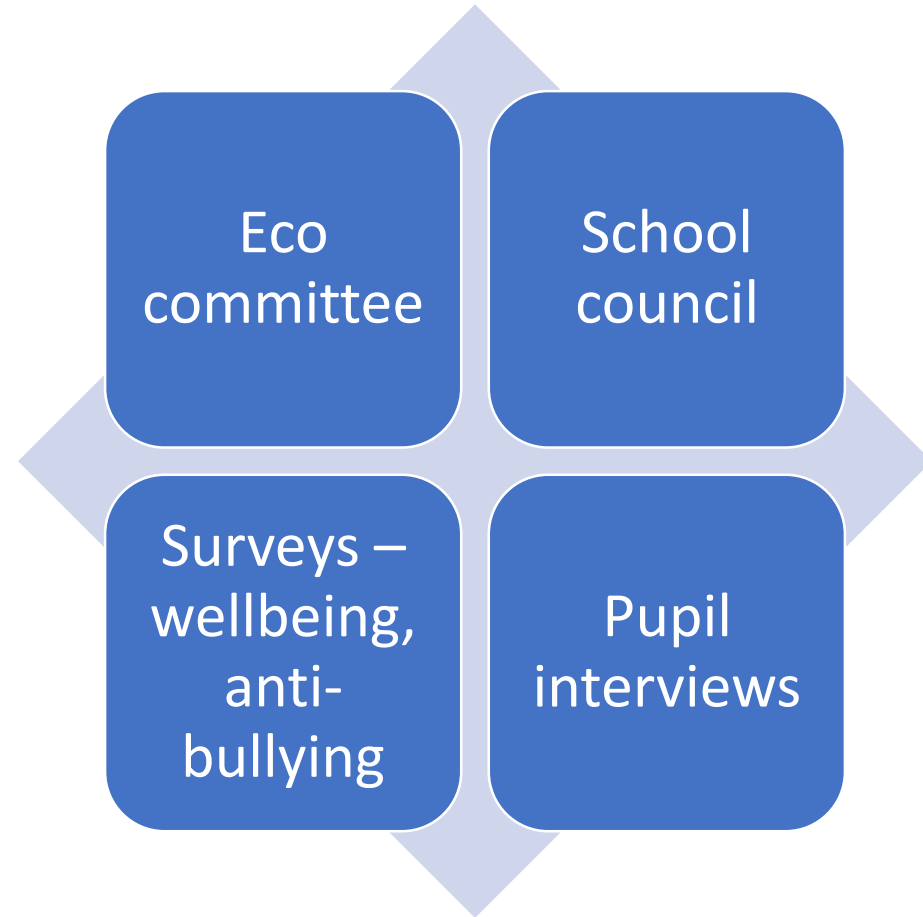 Eco
committee
School
council
Surveys –
wellbeing,
anti-
bullying
Pupil
interviews